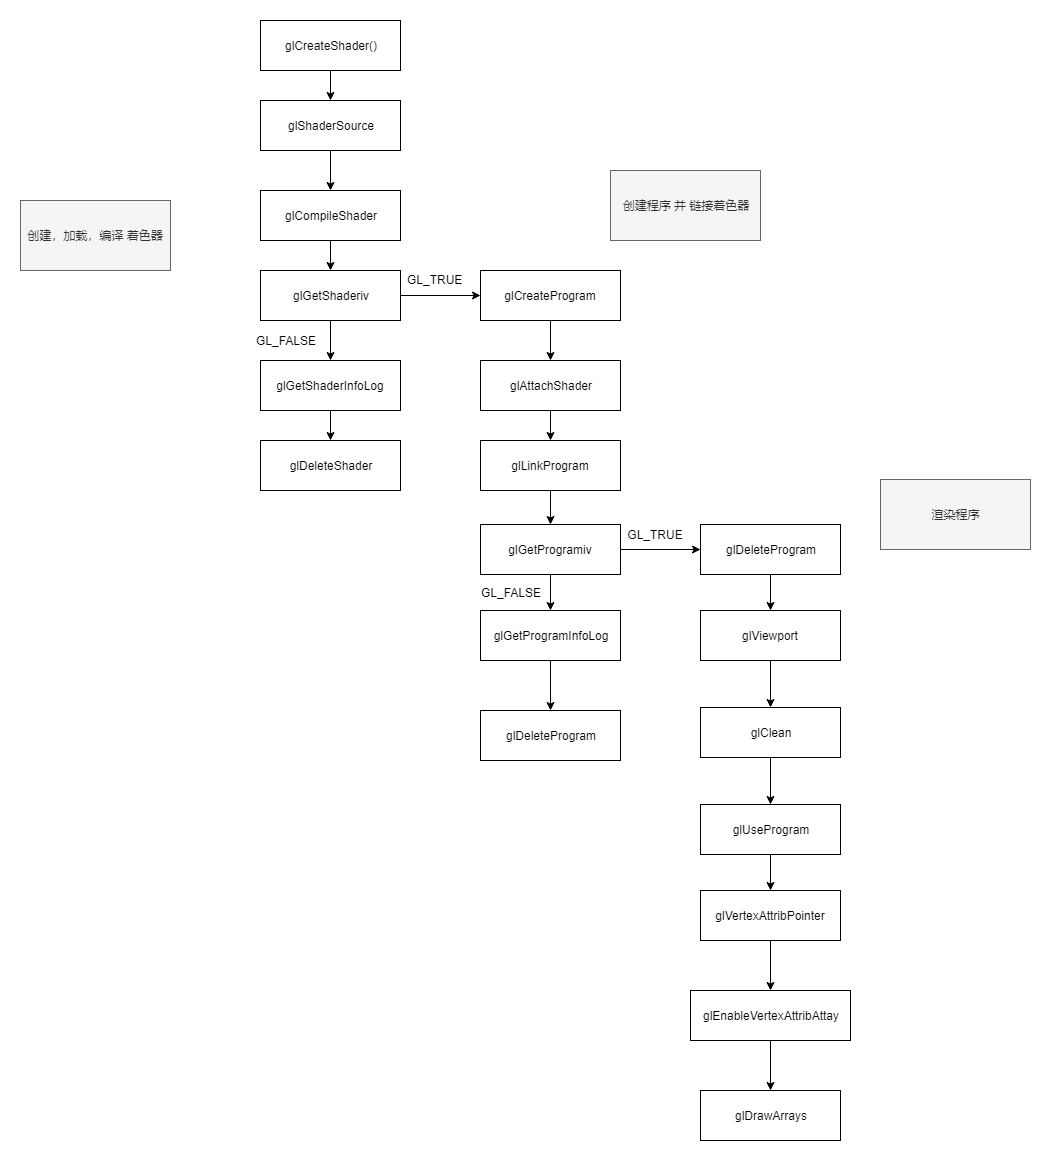 glCreateShader()
glShaderSource
创建程序 并 链接着色器
glCompileShader
创建，加载，编译 着色器
GL_TRUE
glGetShaderiv
glCreateProgram
GL_FALSE
glGetShaderInfoLog
glAttachShader
glDeleteShader
glLinkProgram
渲染程序
GL_TRUE
glGetProgramiv
glDeleteProgram
GL_FALSE
glGetProgramInfoLog
glViewport
glDeleteProgram
glClean
glUseProgram
glVertexAttribPointer
glEnableVertexAttribAttay
glDrawArrays